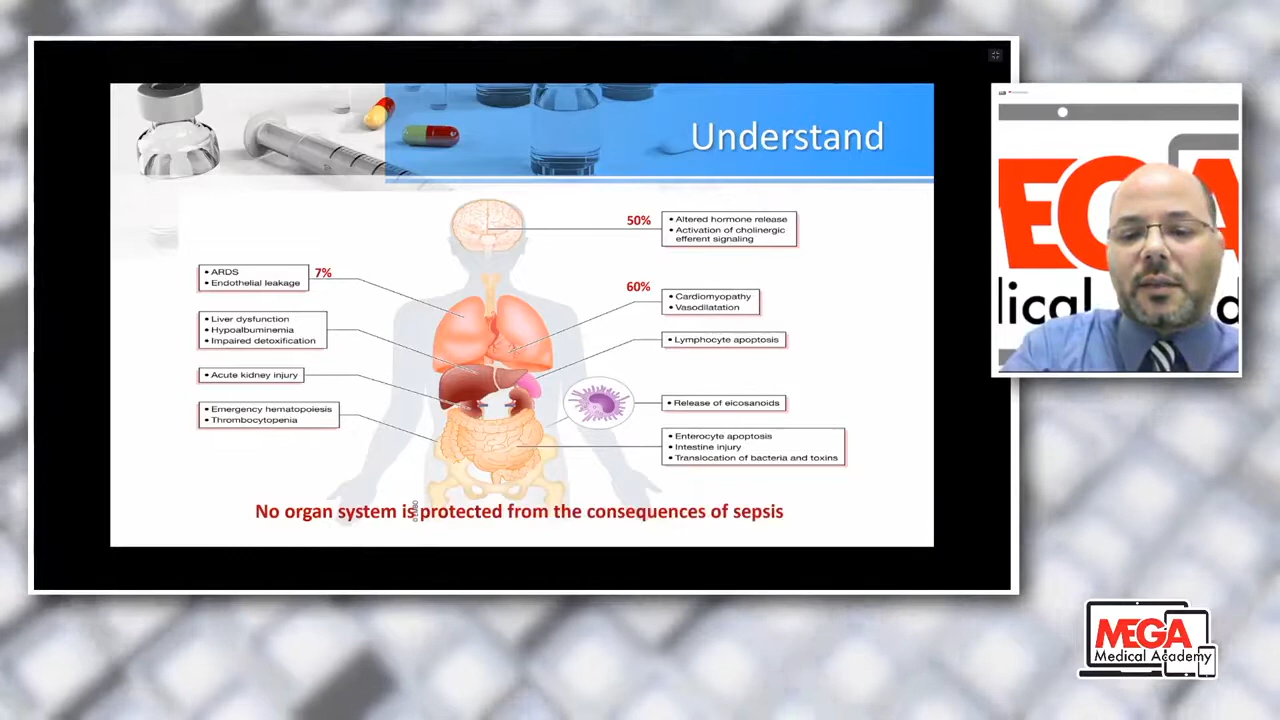 Understand
50%
• Altered hormone release
• Activation of cholinergic
efferent signaling
• ARDS
• Endothelial leakage
7%
60%
• Cardiomyopathy
• Vasodilatation
• Liver dysfunction
• Hypoalbuminemia
• Impaired detoxification
• Lymphocyte apoptosis
• Acute kidney injury
• Release of eicosanoids
• Emergency hematopoiesis
• Thrombocytopenia
• Enterocyte apoptosis
• Intestine injury
• Translocation of bacteria and toxins
No organ system is protected from the consequences of sepsis
MEGA
Medical Academy